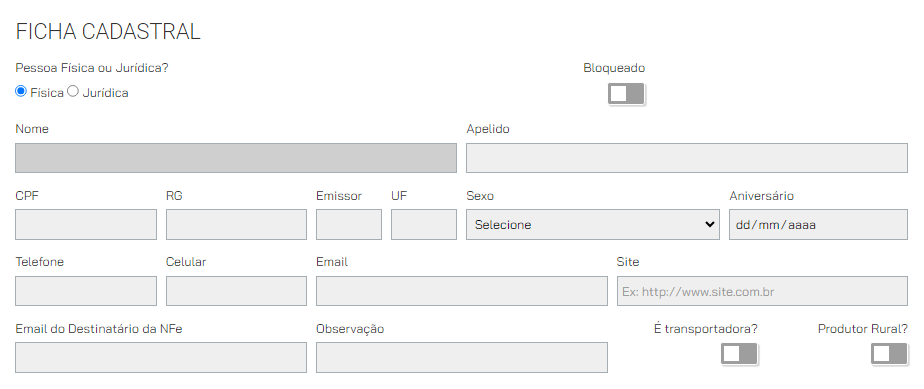 FICHA CADASTRAL
Pessoa Física ou Jurídica? Bloqueado
Física Jurídica
Nome Apelido
CPF RG Emissor UF Sexo Aniversário
Selecione dd/mm/aaaa
Telefone Celular Email Site
Ex: http://www.site.com.br
Email do Destinatário da NFe Observação É transportadora? Produtor Rural?